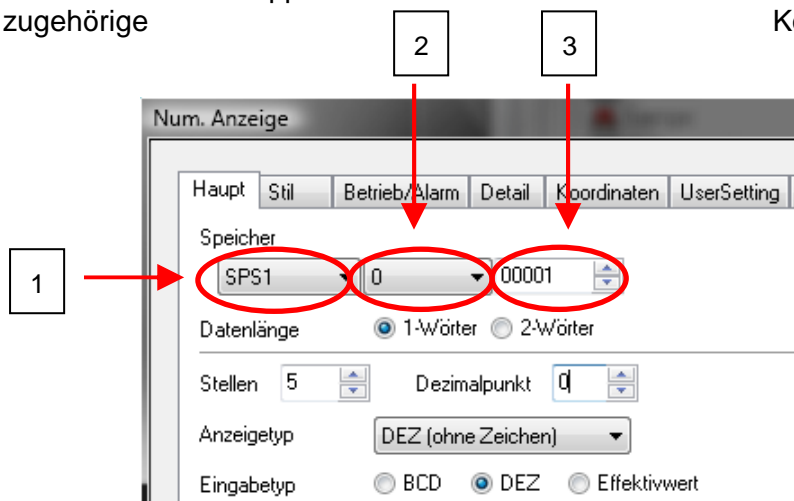 zugehörige
2 3
Num. Anzeige
Haupt Stil Betrieb/Alarm Detail Koordinaten UserSetting
Speicher
1 SPS1 0 00001
Datenlänge 1-Wörter 2-Wörter
Stellen 5 Dezimalpunkt 0
Anzeigetyp DEZ (ohne Zeichen)
Eingabetyp BCD DEZ Effektivwert